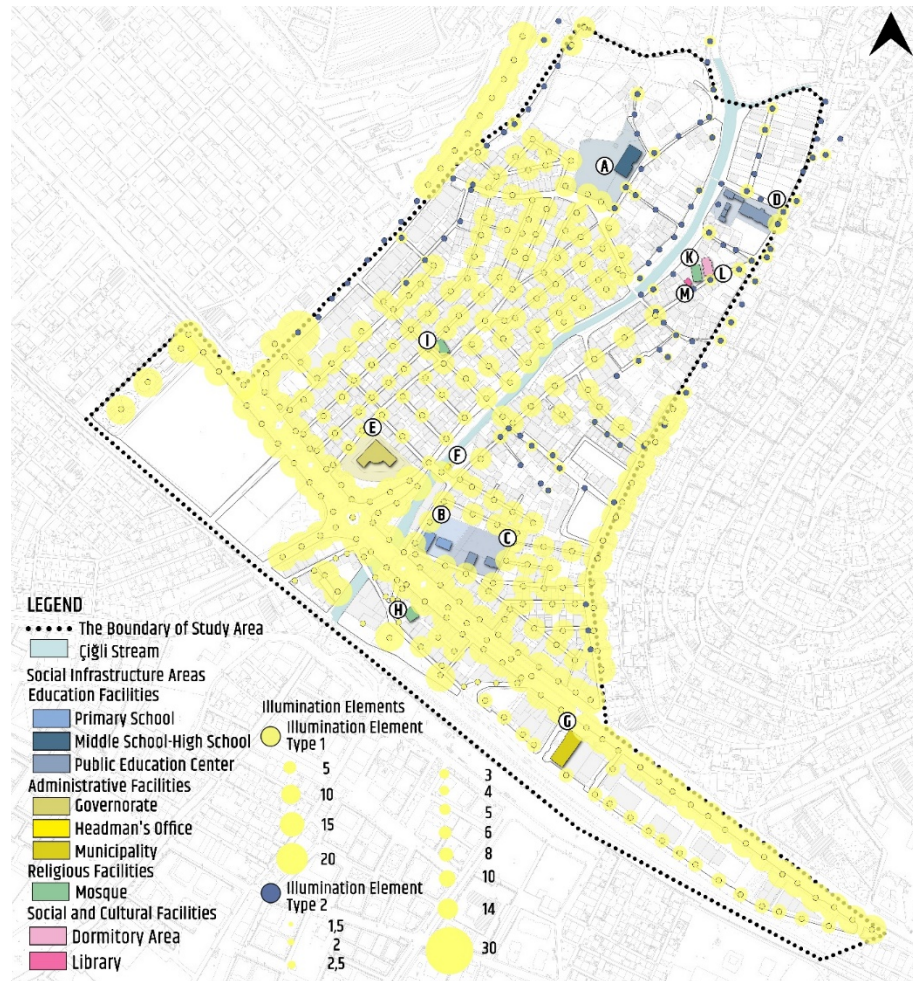 A
D
K
L
M
I
E
F
B
C
H
G
LEGEND
The Boundary of Study Area
Çiğli Stream
Social Infrastructure Areas
Education Facilities
Primary School
Middle School-High School
Public Education Center
Administrative Facilities
Governorate
Headman's Office
Municipality
Religious Facilities
Mosque
Social and Cultural Facilities
Dormitory Area
Library
Illumination Elements
Illumination Element
Type 1
5
10
15
20
Illumination Element
Type 2
1,5
2
2,5
3
4
5
6
8
10
14
30